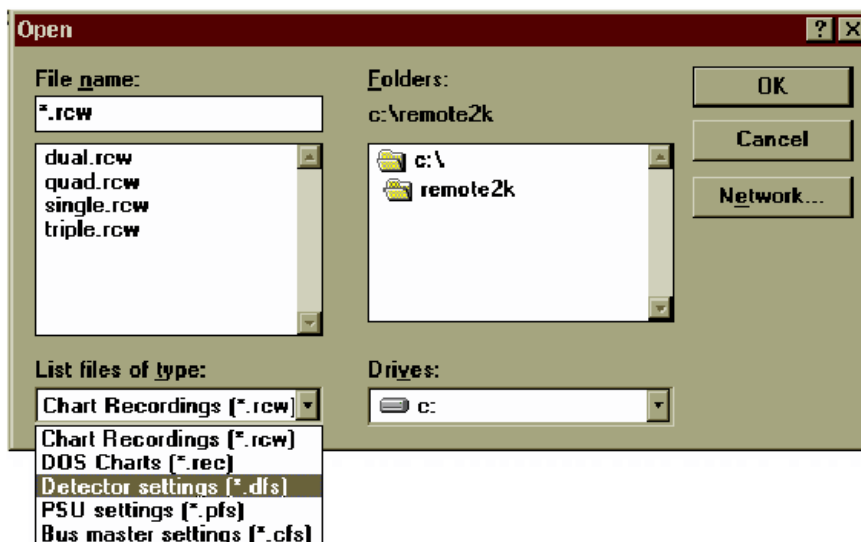 Open
File name:
*.rcw
dual.rcw
quad.rcw
single.rcw
triple.rcw
Folders:
c:\remote2k
c:\
remote2k
OK
Cancel
Network...
List files of type:
Chart Recordings (*.rcw)
Chart Recordings (*.rcw)
DOS Charts (*.rec)
Detector settings (*.dfs)
PSU settings (*.pfs)
Bus master settings (*.cfs)
Drives:
c: